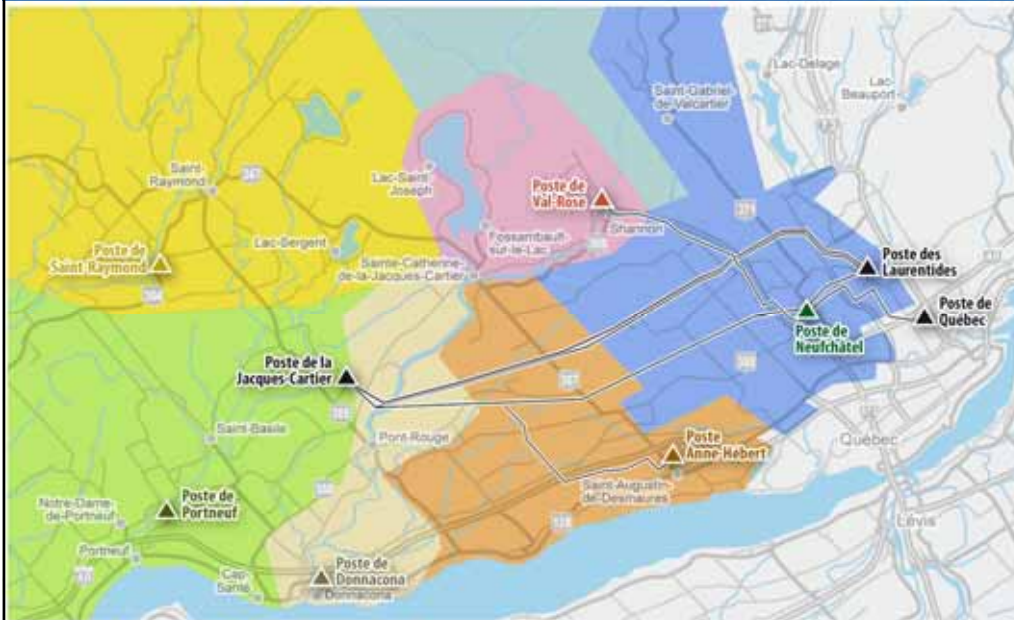 Lac-Delage
Saint-Gabriel-
de-Valcartier
Lac-
Beauport
Saint-
Raymond
Lac-Saint-
Joseph
Poste de
Val-Rose
Shannon
Fossambault-
sur-le-Lac
Lac-Sergent
Poste de
Saint-Raymond
Sainte-Catherine-
de-la-Jacques-Cartier
Poste des
Laurentides
Poste de
Québec
Poste de
Neufchâtel
Poste de la
Jacques-Cartier
Saint-Basile
Pont-Rouge
Québec
Poste
Anne-Hébert
Saint-Augustin-
de-Desmaures
Poste de
Portneuf
Notre-Dame-
de-Portneuf
Lévis
Portneuf
Cap-
Santé
Poste de
Donnacona
Donnacona